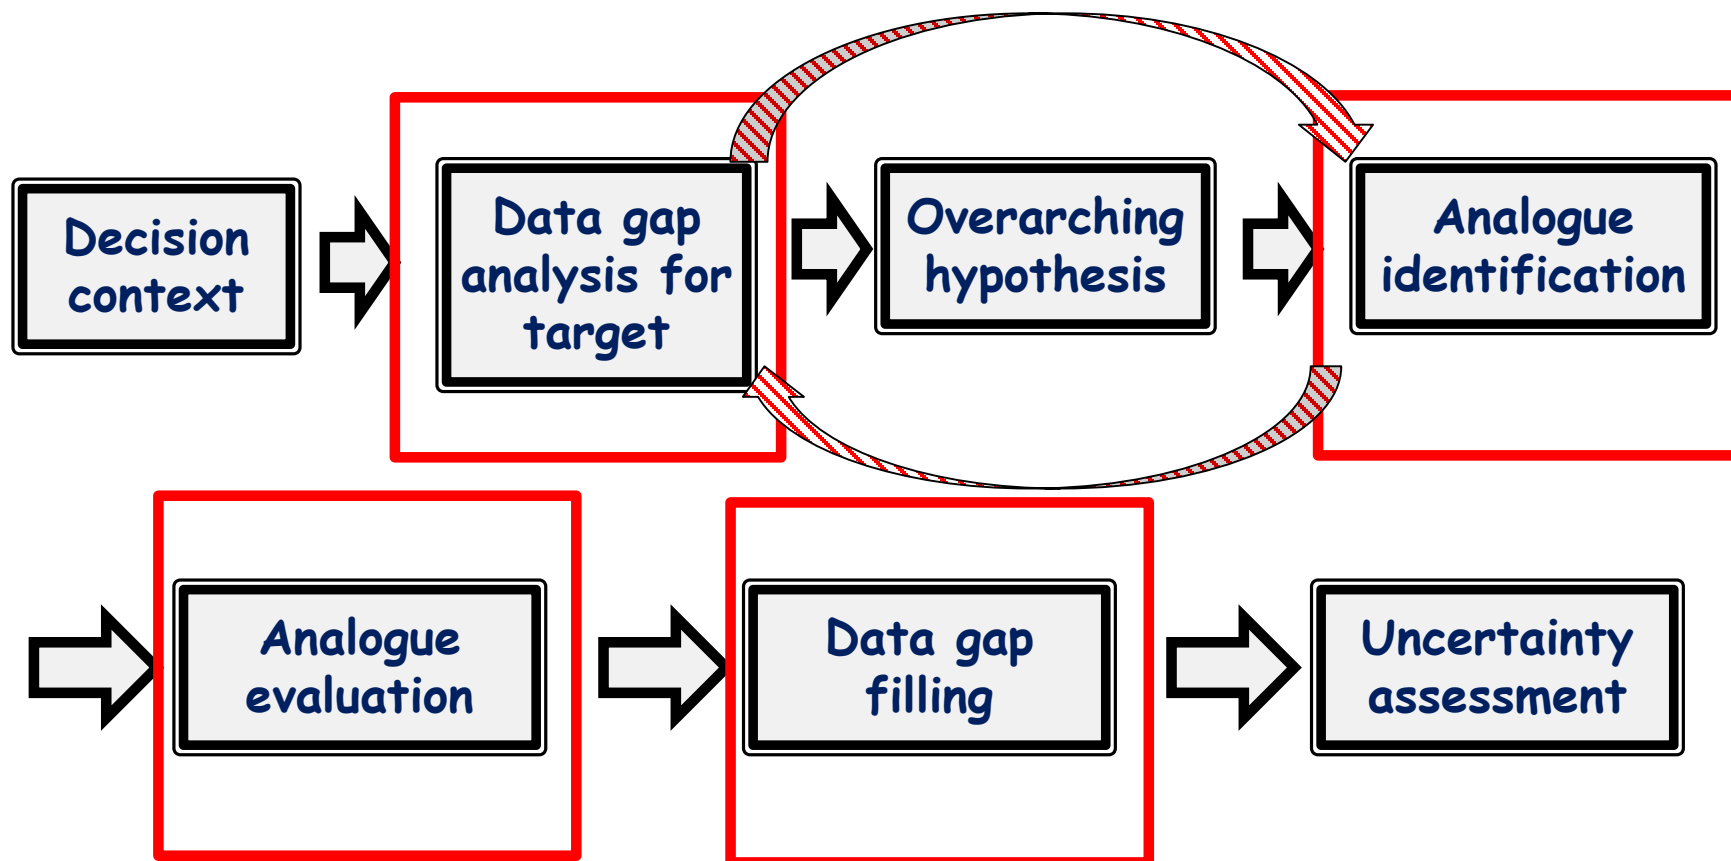 Decision
context
Data gap
analysis for
target
Overarching
hypothesis
Analogue
identification
Analogue
evaluation
Data gap
filling
Uncertainty
assessment